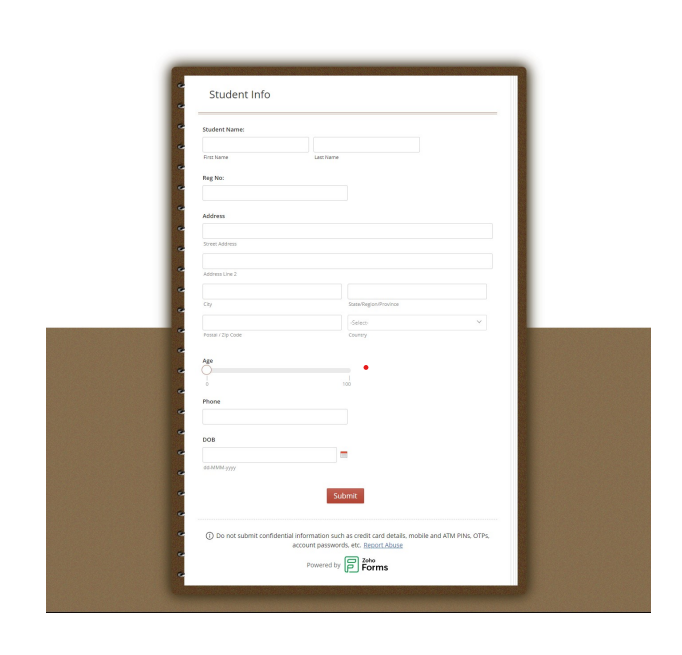 Student Info
Student Name:
First Name Last Name
Reg No:
Address
Street Address
Address Line 2
City State/Region/Province
-Select-
Postal / Zip Code Country
Age
0 100
Phone
DOB
dd-MMM-yyyy
Submit
Do not submit confidential information such as credit card details, mobile and ATM PINs, OTPs,
account passwords, etc. Report Abuse
Powered by Zoho Forms